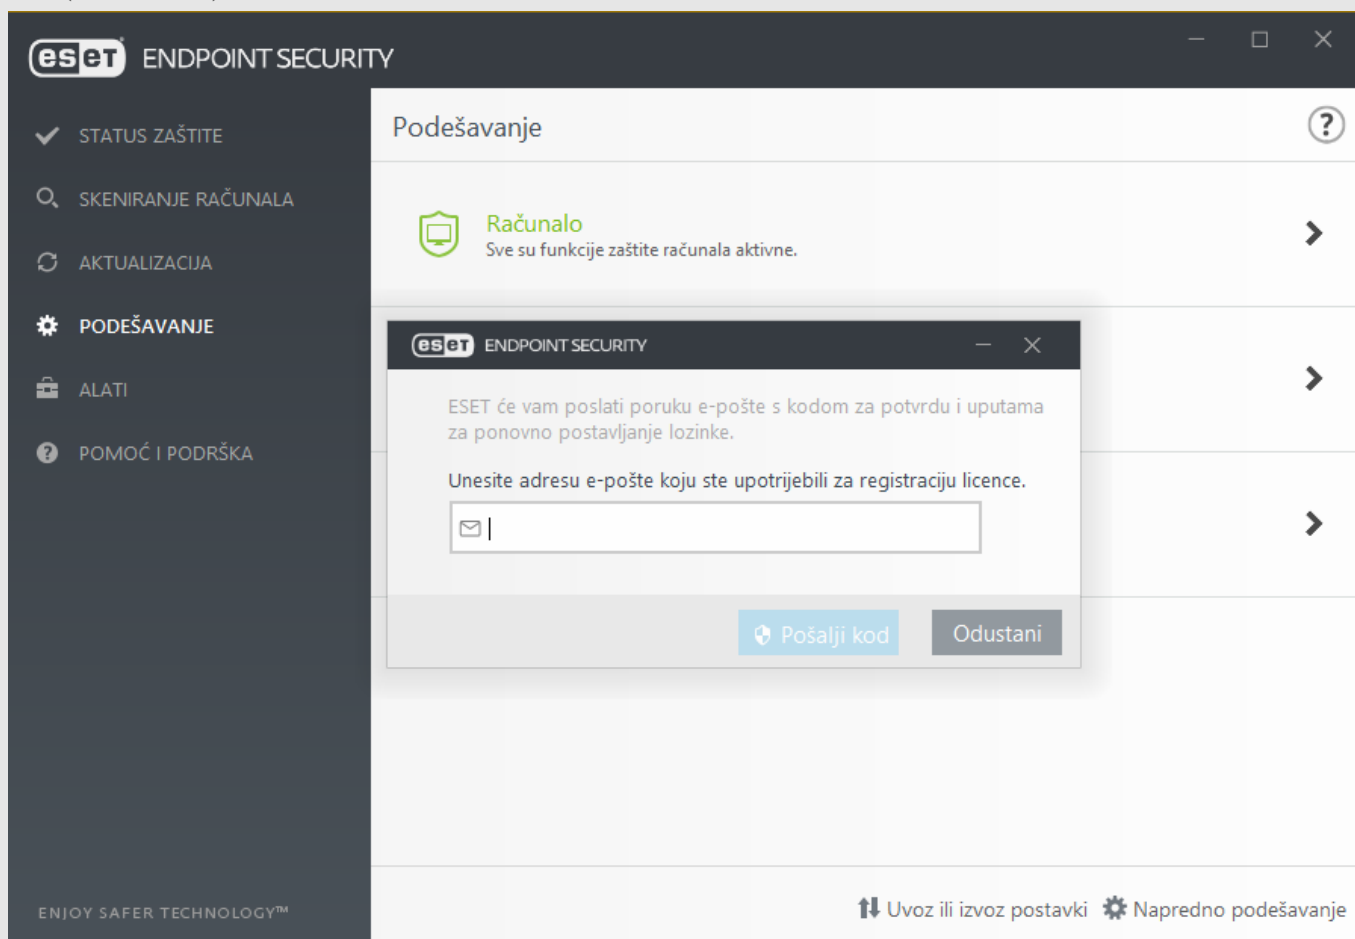 eset ENDPOINT SECURITY
STATUS ZAŠTITE
SKENIRANJE RAČUNALA
AKTUALIZACIJA
PODEŠAVANJE
ALATI
POMOĆ I PODRŠKA
ENJOY SAFER TECHNOLOGY™
Podešavanje
?
Računalo
Sve su funkcije zaštite računala aktivne.
eset ENDPOINT SECURITY
ESET će vam poslati poruku e-pošte s kodom za potvrdu i uputama
za ponovno postavljanje lozinke.
Unesite adresu e-pošte koju ste upotrijebili za registraciju licence.
Pošalji kod Odustani
Uvoz ili izvoz postavki Napredno podešavanje